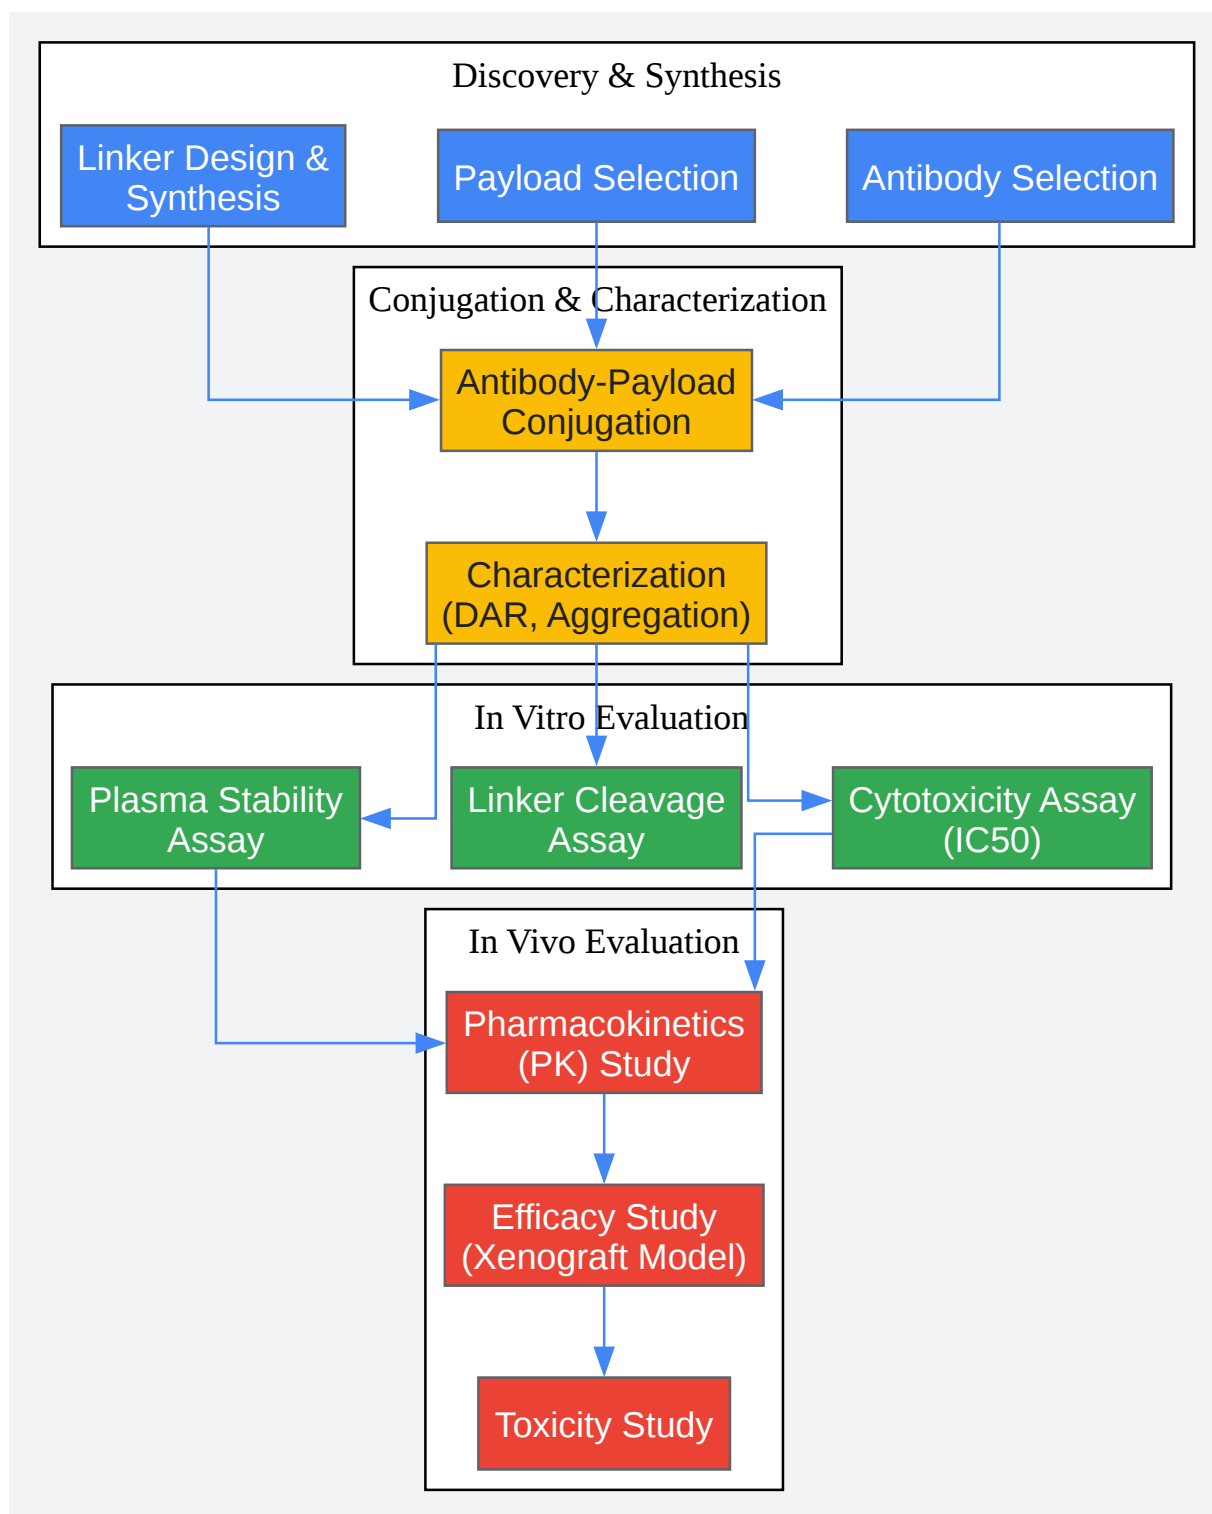 Discovery & Synthesis
Linker Design &
Synthesis
Payload Selection
Antibody Selection
Conjugation & Characterization
Antibody-Payload
Conjugation
Characterization
(DAR, Aggregation)
In Vitro Evaluation
Plasma Stability
Assay
Linker Cleavage
Assay
Cytotoxicity Assay
(IC50)
In Vivo Evaluation
Pharmacokinetics
(PK) Study
Efficacy Study
(Xenograft Model)
Toxicity Study